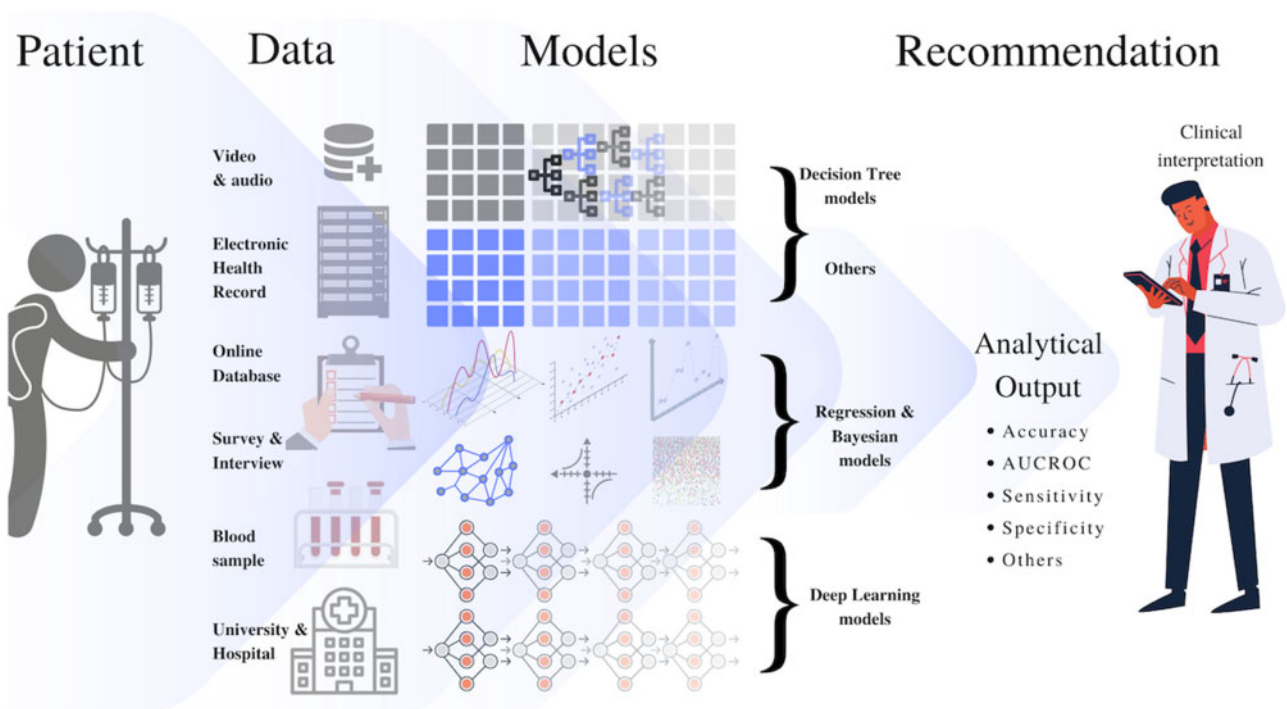 Patient
Data
Models
Recommendation
Video
& audio
Electronic
Health
Record
Online
Database
Survey &
Interview
Blood
sample
University &
Hospital
Decision Tree
models
Others
Regression &
Bayesian
models
Deep Learning
models
Analytical
Output
• Accuracy
• AUCROC
• Sensitivity
• Specificity
• Others
Clinical
interpretation